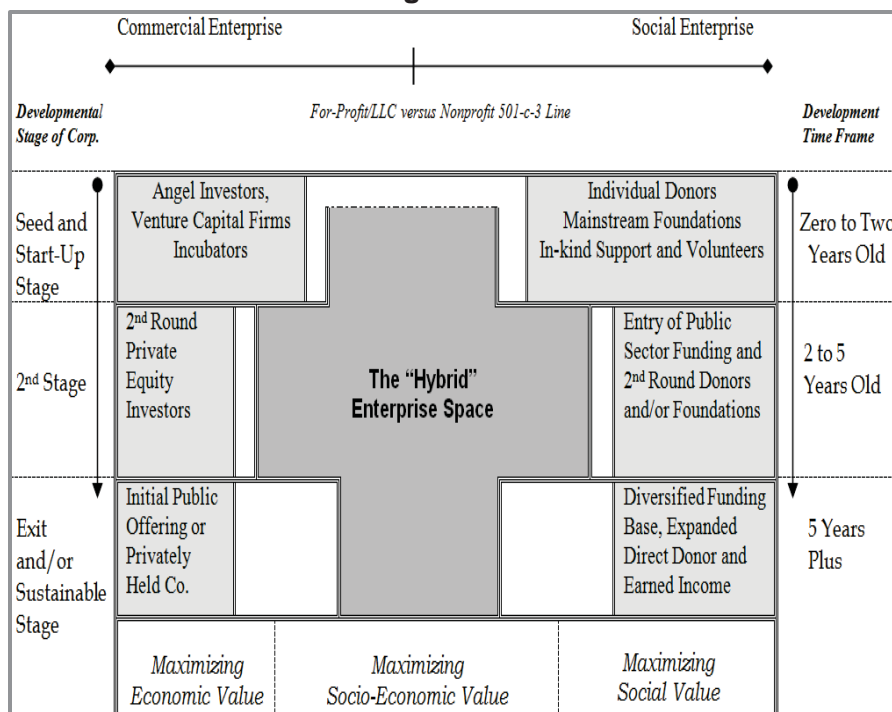 Commercial Enterprise
Social Enterprise
Developmental
Stage of Corp.
For-Profit/LLC versus Nonprofit 501-c-3 Line
Development
Time Frame
Seed and
Start-Up
Stage
Angel Investors,
Venture Capital Firms
Incubators
Individual Donors
Mainstream Foundations
In-kind Support and Volunteers
Zero to Two
Years Old
2nd Stage
2nd Round
Private
Equity
Investors
The “Hybrid”
Enterprise Space
Entry of Public
Sector Funding and
2nd Round Donors
and/or Foundations
2 to 5
Years Old
Exit
and/or
Sustainable
Stage
Initial Public
Offering or
Privately
Held Co.
Diversified Funding
Base, Expanded
Direct Donor and
Earned Income
5 Years
Plus
Maximizing
Economic Value
Maximizing
Socio-Economic Value
Maximizing
Social Value